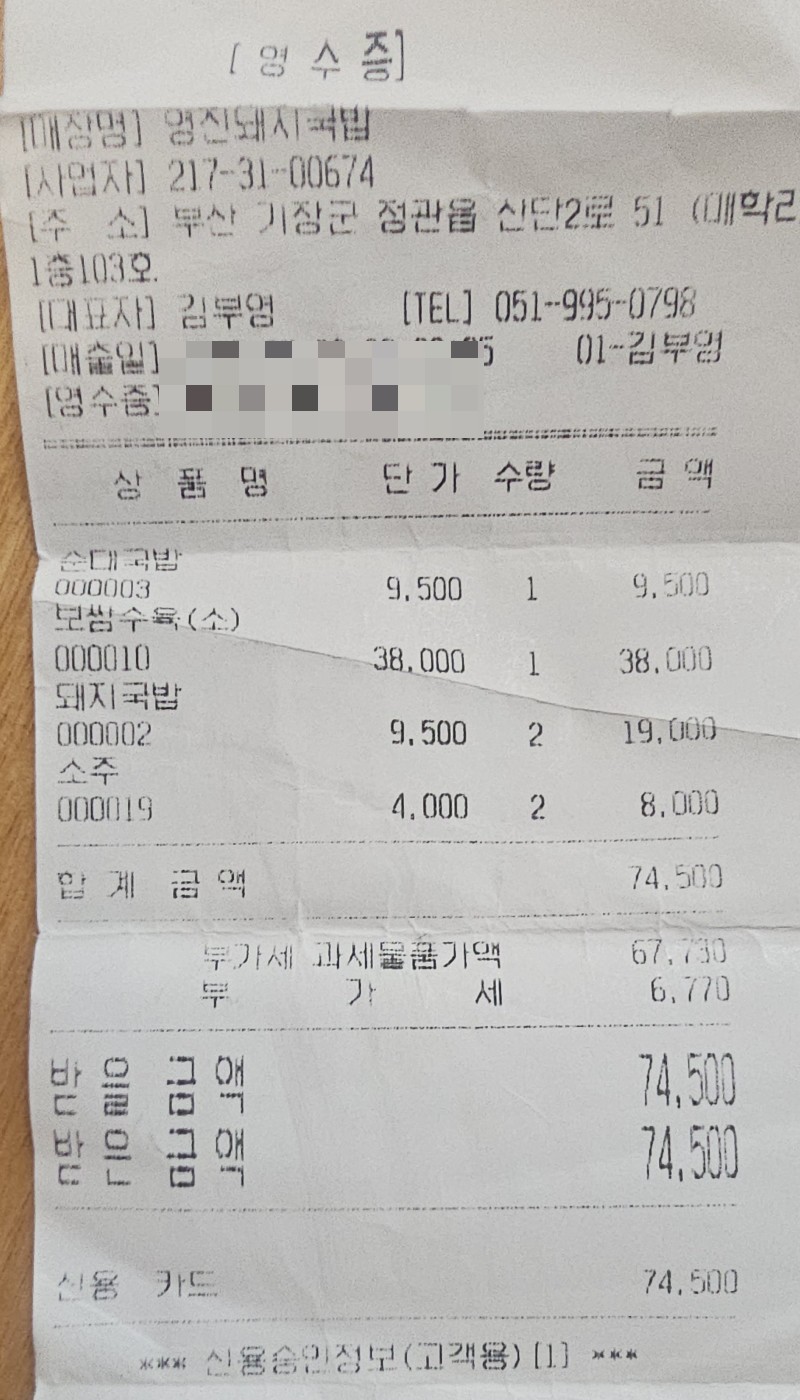 [영 수 증]
[매장명] 영진돼지국밥
[사업자] 217-31-00674
[주 소] 부산 기장군 정관읍 신단2로 51 (매학리
1층103호.
[대표자] 김부영 [TEL] 051-995-0798
[매출일] 01-김부영
[영수증]
상 품 명 단 가 수량 금 액
순대국밥
000003 9,500 1 9,500
보쌈수육(소)
000010 38,000 1 38,000
돼지국밥
000002 9,500 2 19,000
소주
000019 4,000 2 8,000
합 계 금 액 74,500
부가세 과세물품가액 67,730
부 가 세 6,770
받 을 금 액 74,500
받 은 금 액 74,500
신용 카드 74,500
*** 신용승인정보(고객용) [1] ***